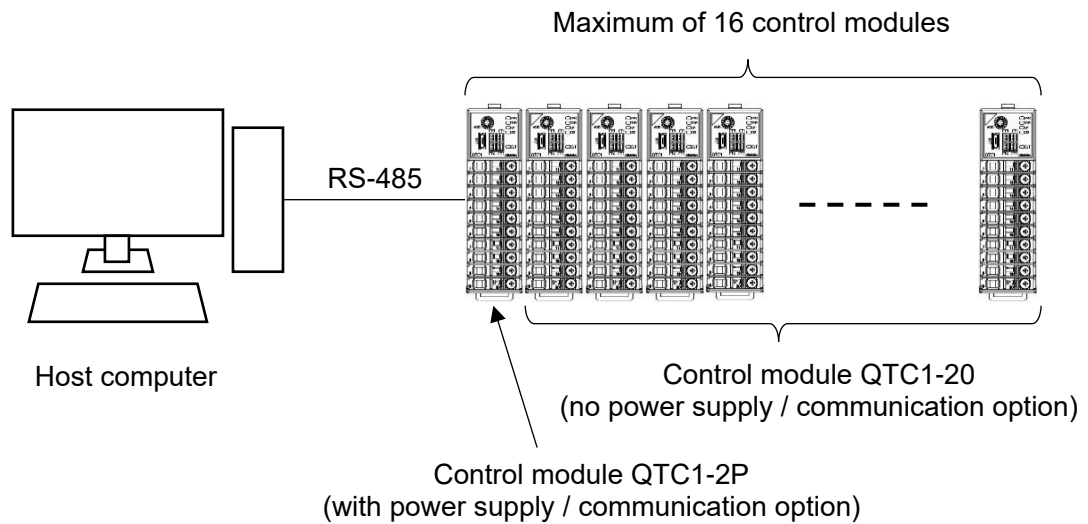 Maximum of 16 control modules
RS-485
Host computer
Control module QTC1-20
(no power supply / communication option)
Control module QTC1-2P
(with power supply / communication option)